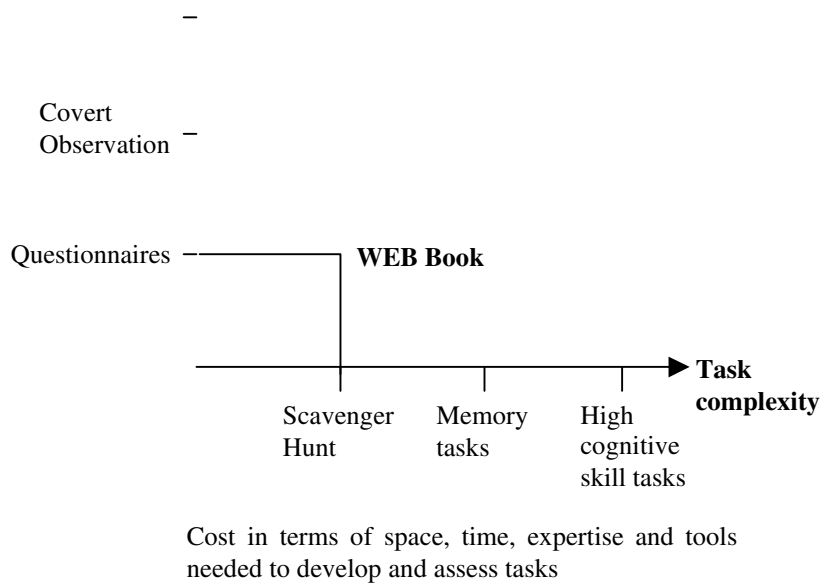 Covert
Observation
Questionnaires
WEB Book
Task
complexity
Scavenger
Hunt
Memory
tasks
High
cognitive
skill tasks
Cost in terms of space, time, expertise and tools
needed to develop and assess tasks